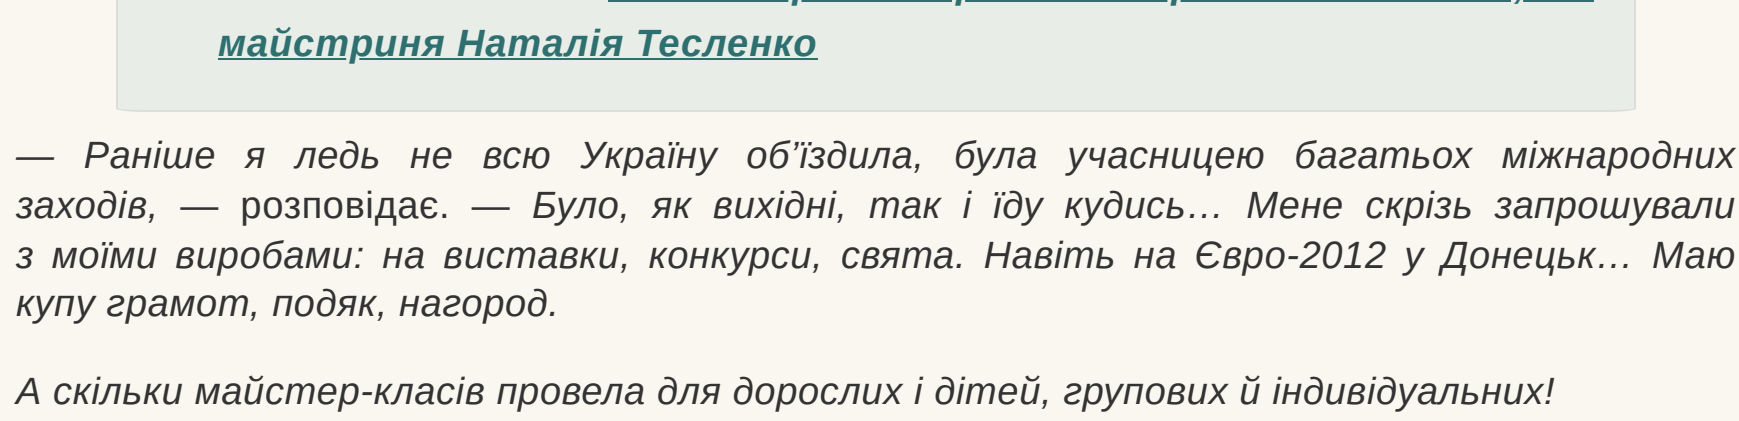 майстриня Наталія Тесленко
— Раніше я ледь не всю Україну об’їздила, була учасницею багатьох міжнародних
заходів, — розповідає. — Було, як вихідні, так і їду кудись… Мене скрізь запрошували
з моїми виробами: на виставки, конкурси, свята. Навіть на Євро-2012 у Донецьк… Маю
купу грамот, подяк, нагород.
А скільки майстер-класів провела для дорослих і дітей, групових й індивідуальних!